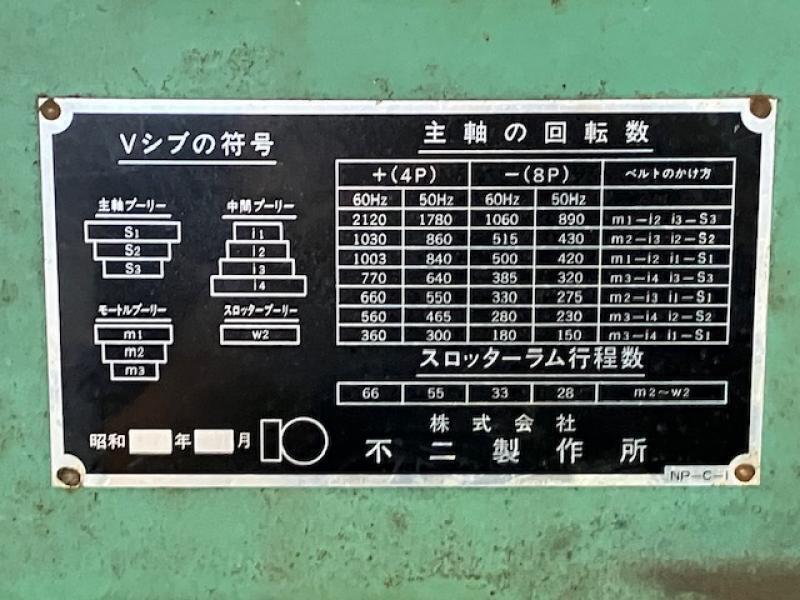 Vシブの符号
主軸プーリー
S1
S2
S3
中間プーリー
i1
i2
i3
i4
モートルプーリー
m1
m2
m3
スロッタープーリー
w2
昭和 年 月
主軸の回転数
+(4P) −(8P) ベルトのかけ方
60Hz 50Hz 60Hz 50Hz
2120 1780 1060 890 m1−i2 i3−S3
1030 860 515 430 m2−i3 i2−S2
1003 840 500 420 m1−i2 i1−S1
770 640 385 320 m3−i4 i3−S3
660 550 330 275 m2−i3 i1−S1
560 465 280 230 m3−i4 i2−S2
360 300 180 150 m3−i4 i1−S1
スロッターラム行程数
66 55 33 28 m2〜w2
株式会社
不二製作所
NP−C−1